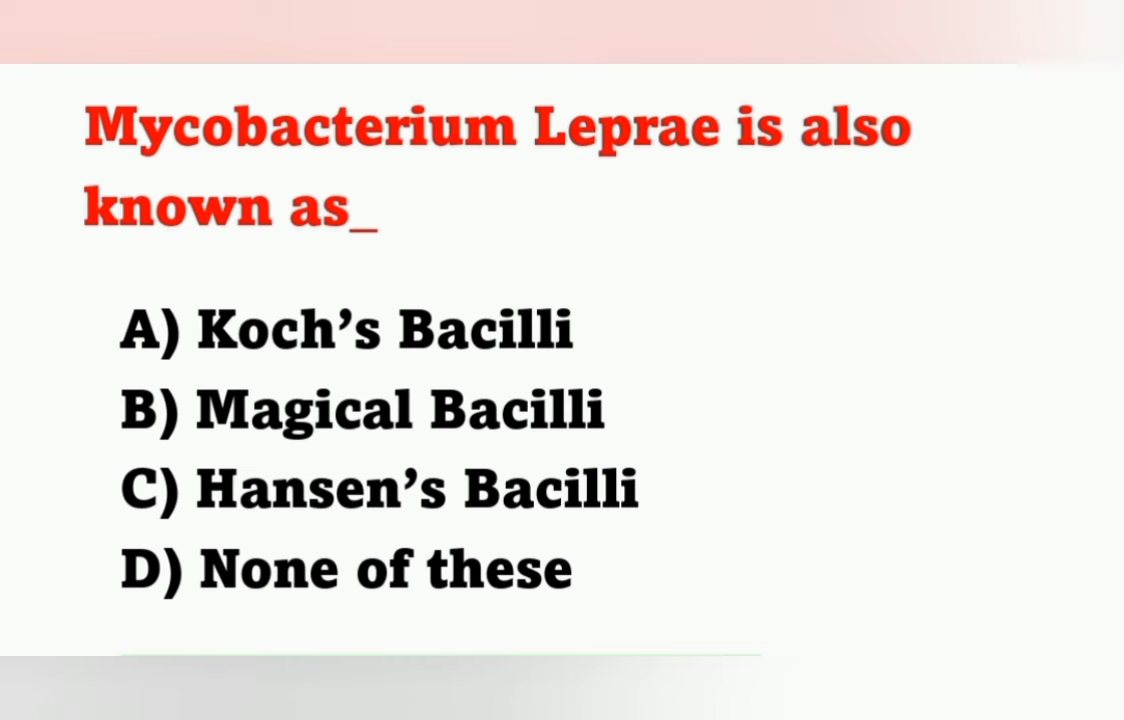 Mycobacterium Leprae is also
known as_
A) Koch’s Bacilli
B) Magical Bacilli
C) Hansen’s Bacilli
D) None of these